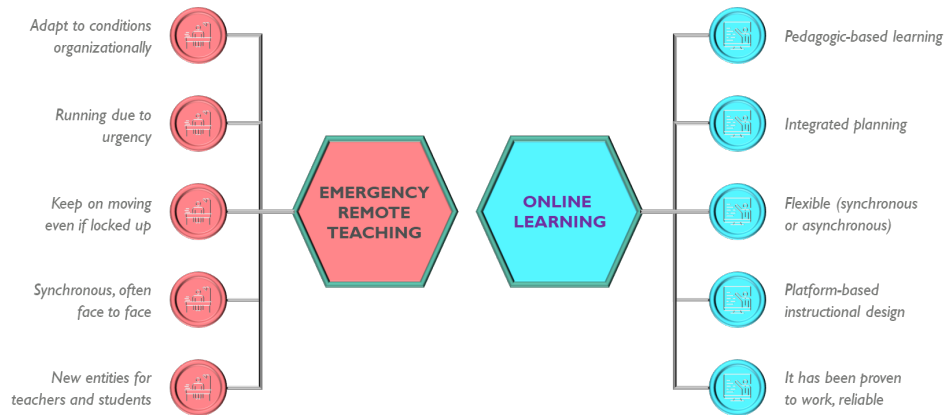 Adapt to conditions
organizationally
Running due to
urgency
Keep on moving
even if locked up
Synchronous, often
face to face
New entities for
teachers and students
EMERGENCY
REMOTE
TEACHING
ONLINE
LEARNING
Pedagogic-based learning
Integrated planning
Flexible (synchronous
or asynchronous)
Platform-based
instructional design
It has been proven
to work, reliable